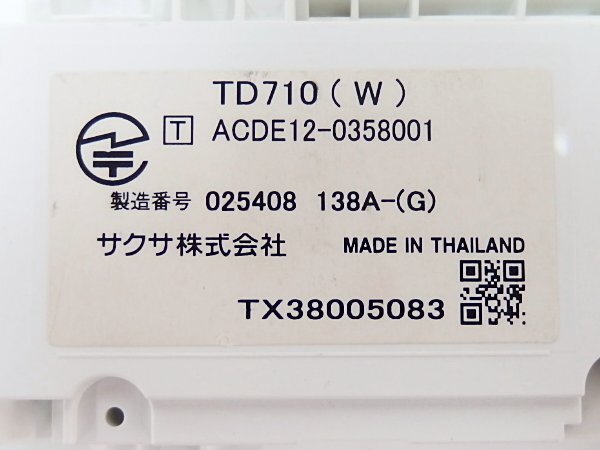 TD710 ( W )
T ACDE12-0358001
製造番号 025408 138A-(G)
サクサ株式会社 MADE IN THAILAND
TX38005083